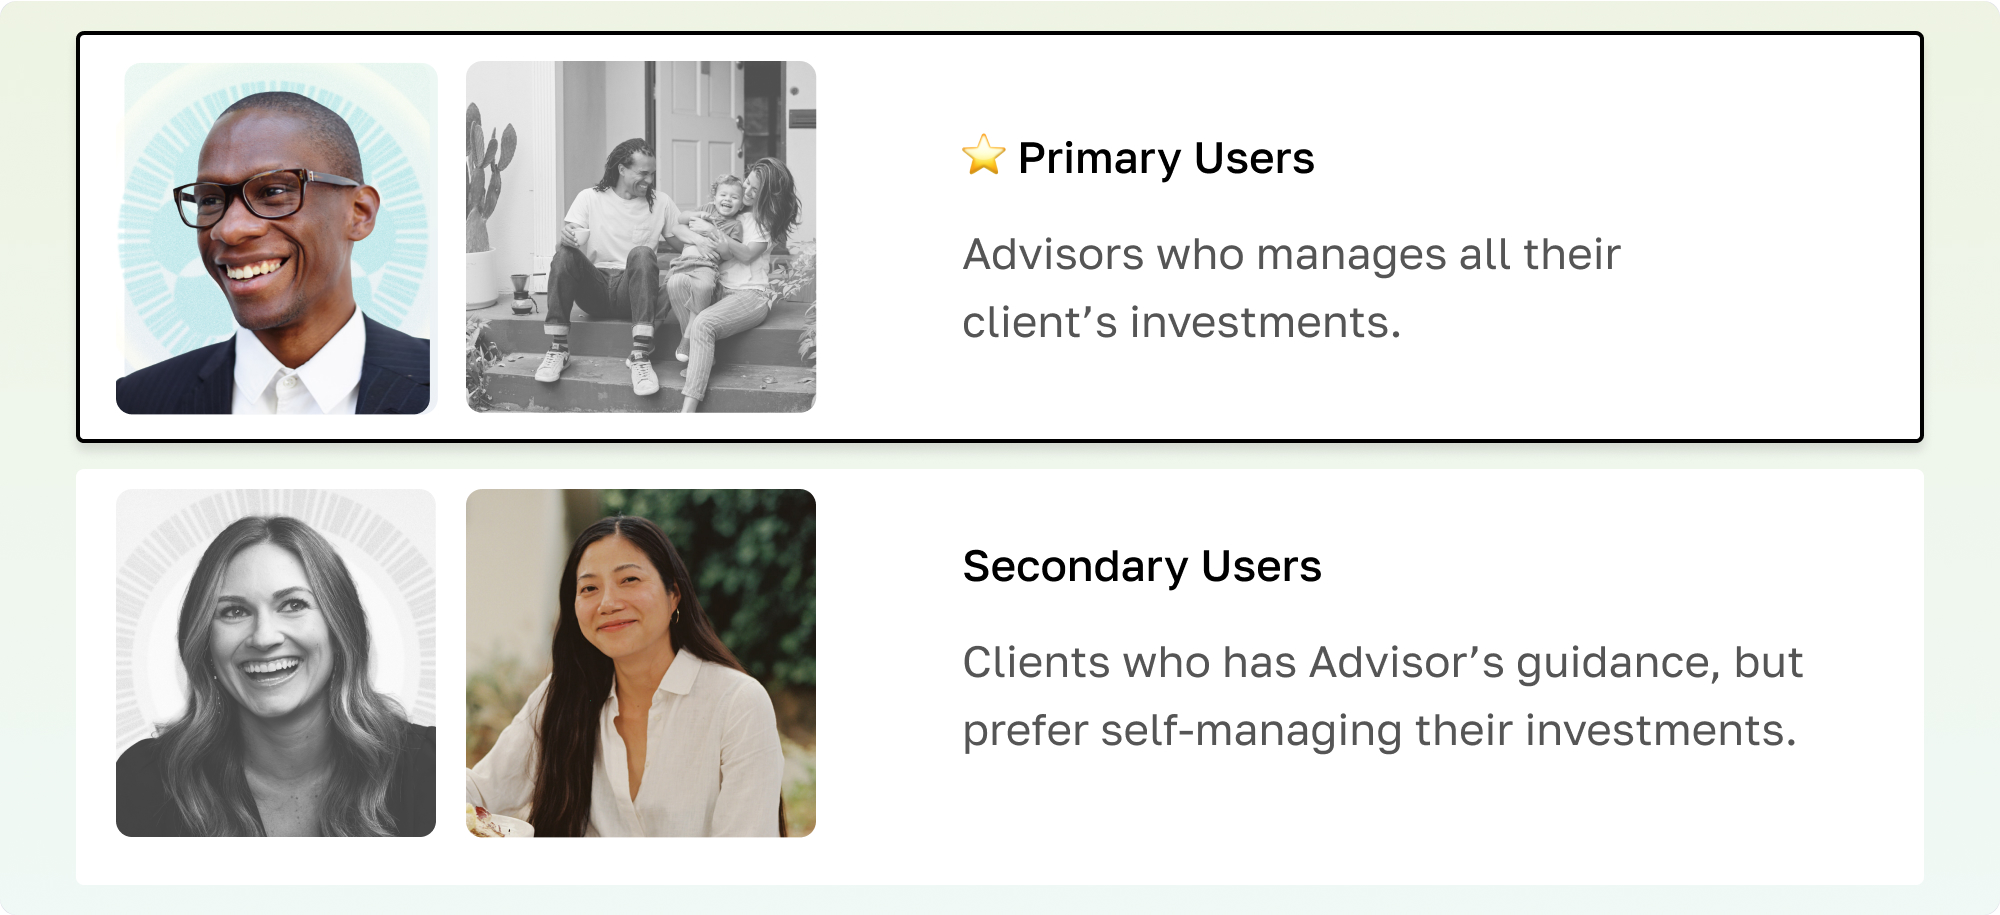 ⭐ Primary Users
Advisors who manages all their
client’s investments.
Secondary Users
Clients who has Advisor’s guidance, but
prefer self-managing their investments.